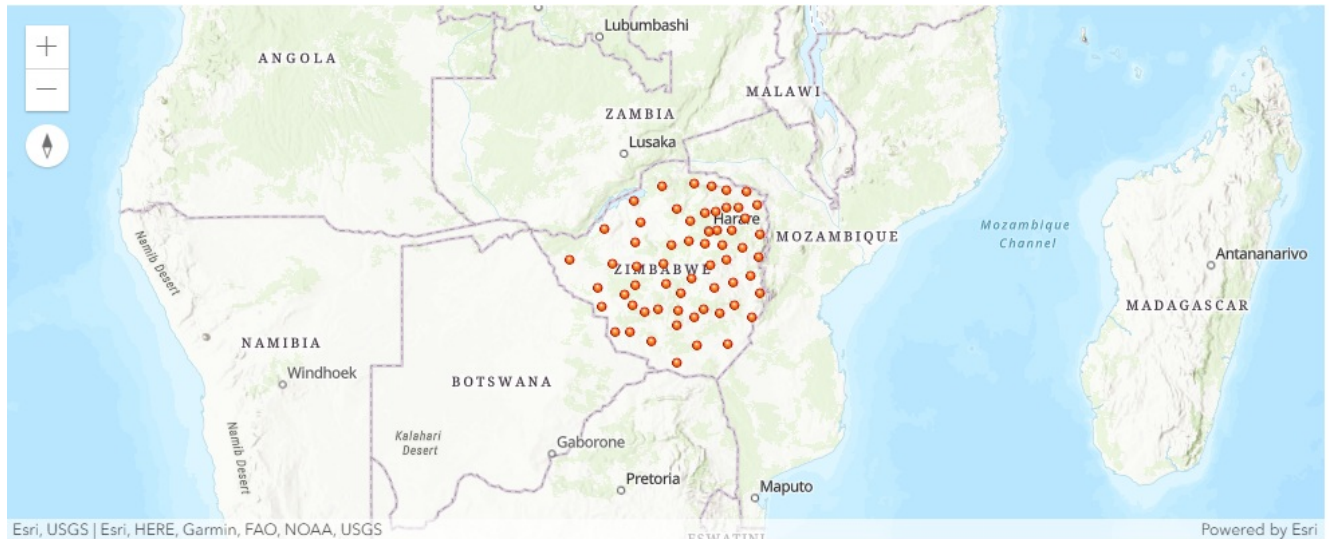 +
Lubumbashi
ANGOLA
−
MALAWI
ZAMBIA
Lusaka
Harare
Mozambique
Channel
MOZAMBIQUE
Namib Desert
Antananarivo
ZIMBABWE
MADAGASCAR
NAMIBIA
Windhoek
BOTSWANA
Kalahari
Desert
Gaborone
Namib Desert
Pretoria
Maputo
Esri, USGS | Esri, HERE, Garmin, FAO, NOAA, USGS
ESWATINI
Powered by Esri